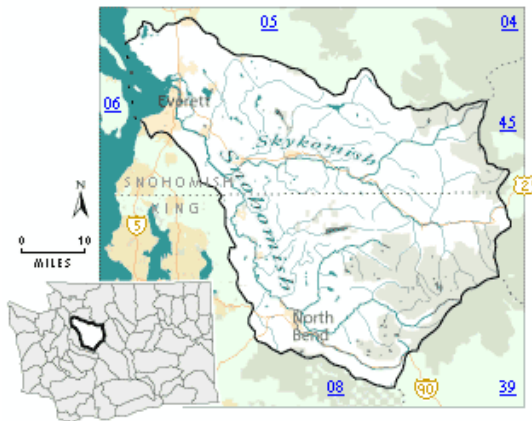 05
04
06
Everett
45
Skykomish
Snohomish
SNOHOMISH
KING
N
2
5
0 10
MILES
North
Bend
08
90
39